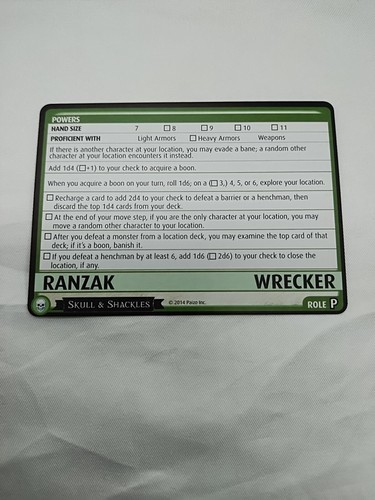 POWERS
HAND SIZE 7 ☐ 8 ☐ 9 ☐ 10 ☐ 11
PROFICIENT WITH Light Armors ☐ Heavy Armors Weapons
If there is another character at your location, you may evade a bane; a random other
character at your location encounters it instead.
Add 1d4 (☐+1) to your check to acquire a boon.
When you acquire a boon on your turn, roll 1d6; on a (☐ 3,) 4, 5, or 6, explore your location.
☐ Recharge a card to add 2d4 to your check to defeat a barrier or a henchman, then
discard the top 1d4 cards from your deck.
☐ At the end of your move step, if you are the only character at your location, you may
move a random other character to your location.
☐ After you defeat a monster from a location deck, you may examine the top card of that
deck; if it's a boon, banish it.
☐ If you defeat a henchman by at least 6, add 1d6 (☐ 2d6) to your check to close the
location, if any.
RANZAK WRECKER
SKULL & SHACKLES © 2014 Paizo Inc. ROLE P